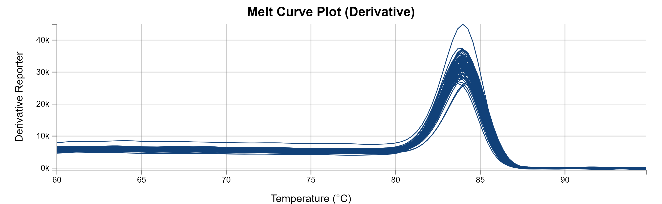 Melt Curve Plot (Derivative)
40k
30k
20k
10k
0k
Derivative Reporter
60 65 70 75 80 85 90
Temperature (°C)